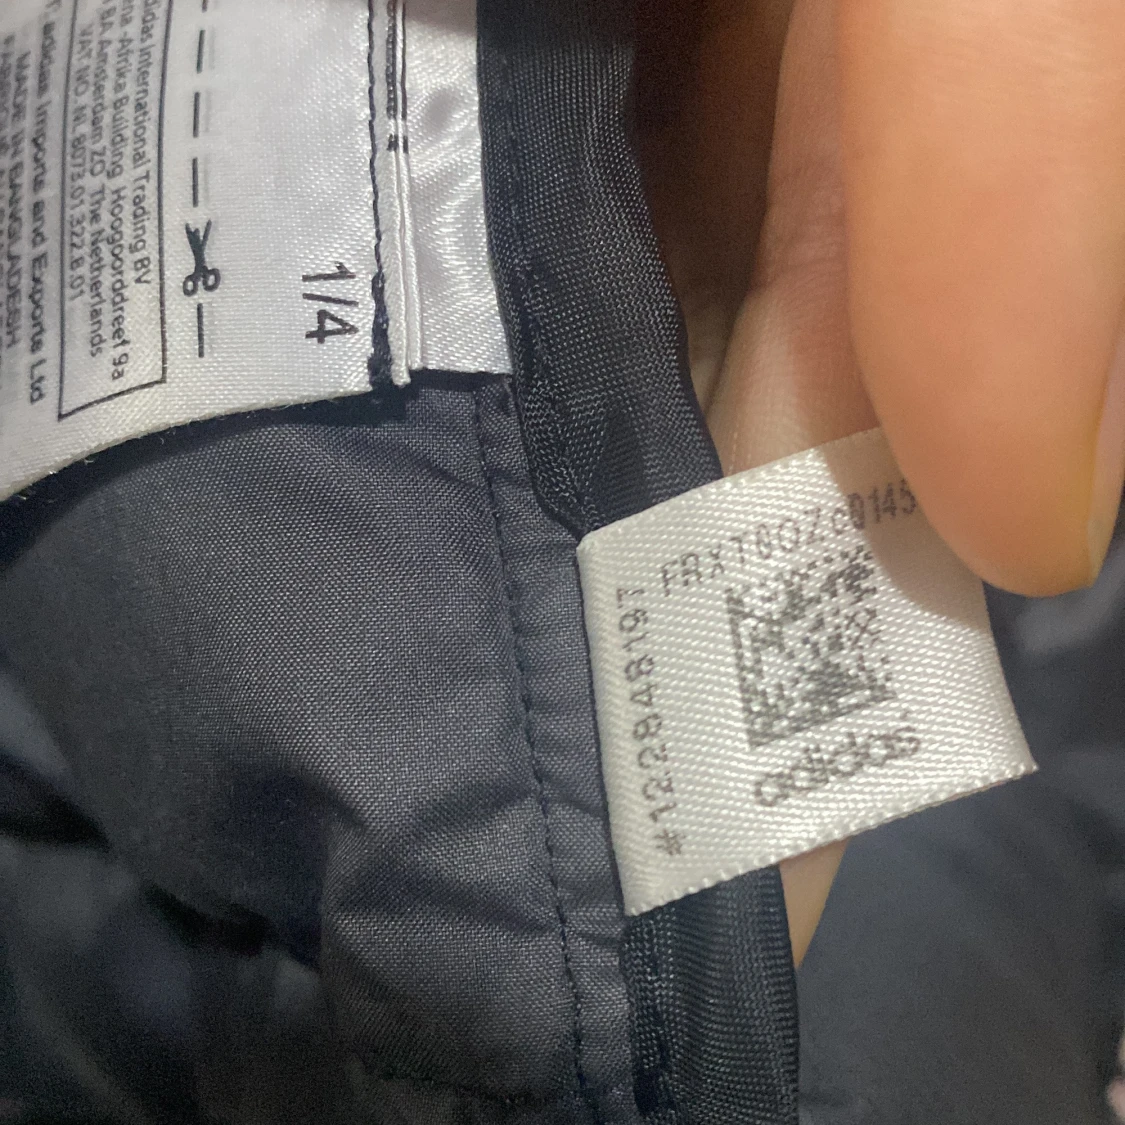 1/4
adidas International Trading BV
Afrika Building, Hoogoorddreef 9a
BA Amsterdam ZO, The Netherlands
VAT NO. NL 8073.01.322.B.01
adidas Imports and Exports Ltd
MADE IN BANGLADESH
#122848197
adidas